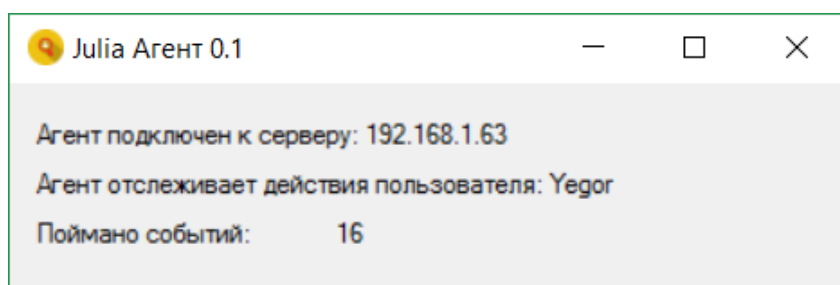 Julia Агент 0.1
Агент подключен к серверу: 192.168.1.63
Агент отслеживает действия пользователя: Yegor
Поймано событий: 16